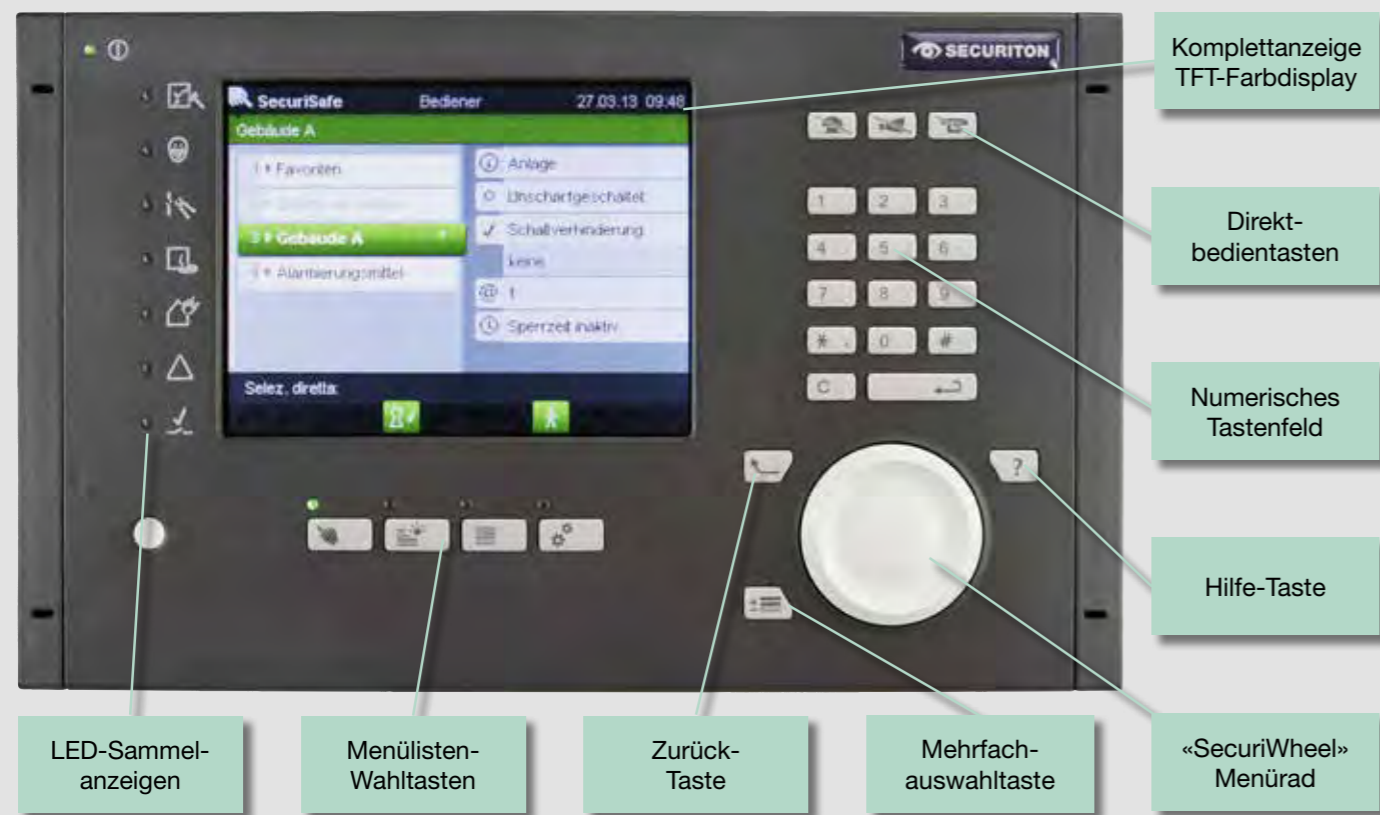 SECURITON
SecuriSafe Bediener 27.03.13 09:48
Gebäude A
Favoriten
3 Gebäude A
Alarmierungsmittel
Anlage
Unscharfgeschaltet
Schallverhinderung
keine
1
Sperrzeit inaktiv
Selez. diretta:
1 2 3
4 5 6
7 8 9
* 0 #
C
?
Komplettanzeige
TFT-Farbdisplay
Direkt-
bedientasten
Numerisches
Tastenfeld
Hilfe-Taste
LED-Sammel-
anzeigen
Menülisten-
Wahltasten
Zurück-
Taste
Mehrfach-
auswahltaste
«SecuriWheel»
Menürad